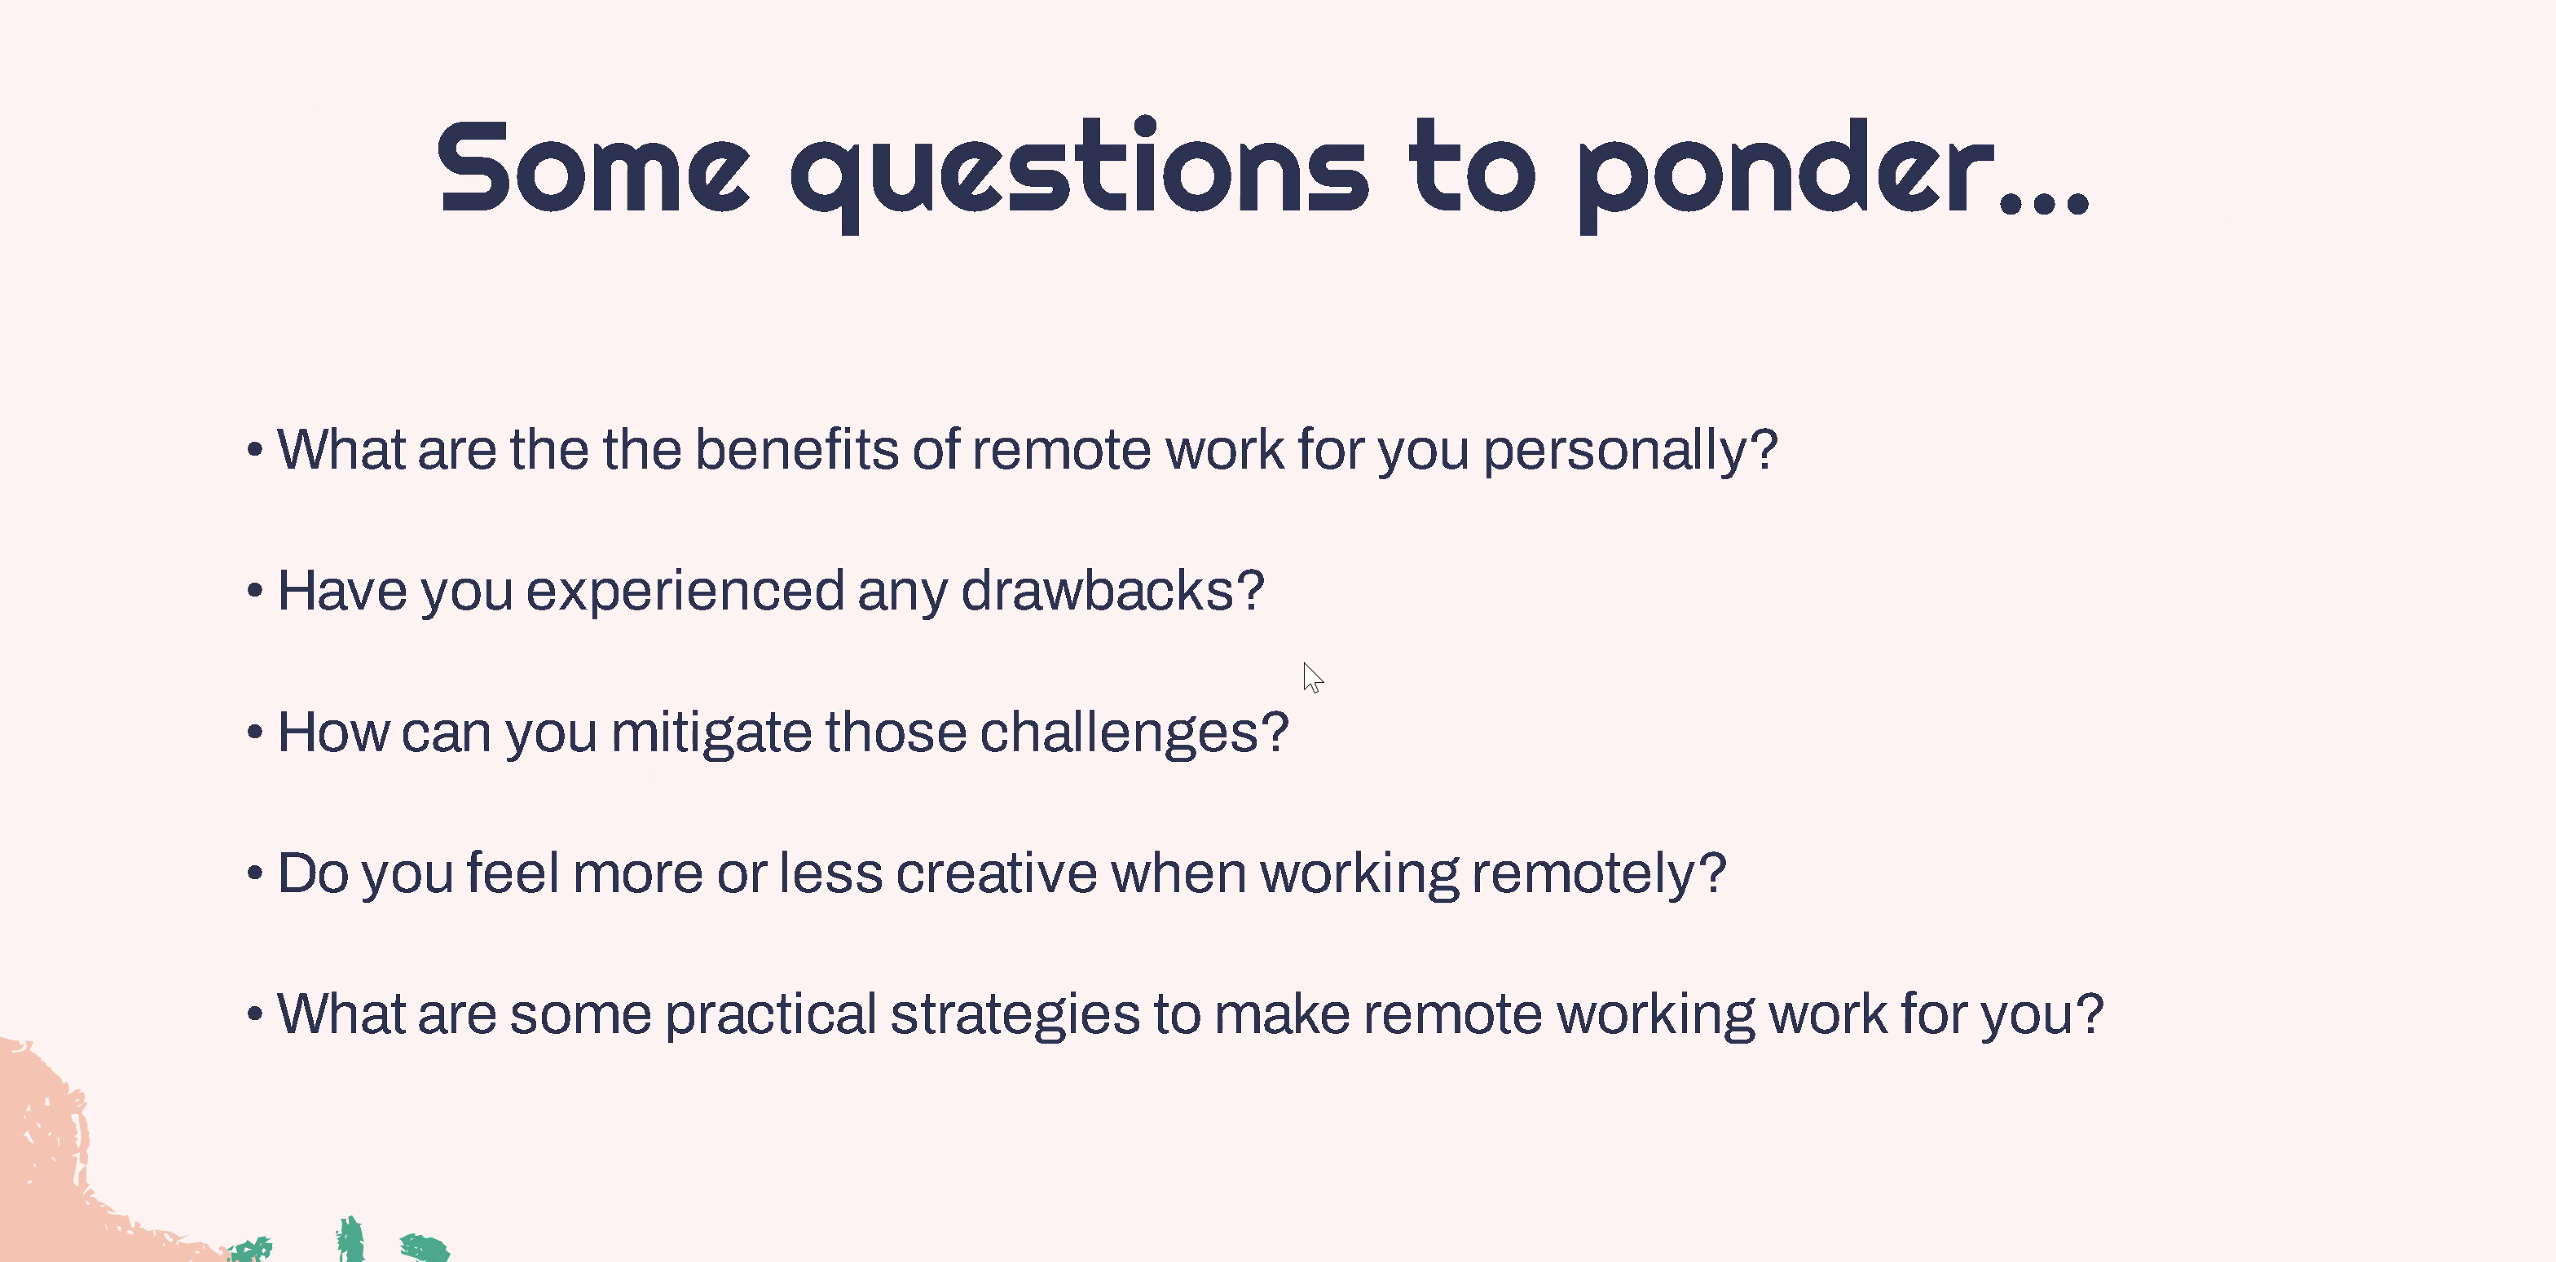 Some questions to ponder...
• What are the the benefits of remote work for you personally?
• Have you experienced any drawbacks?
• How can you mitigate those challenges?
• Do you feel more or less creative when working remotely?
• What are some practical strategies to make remote working work for you?